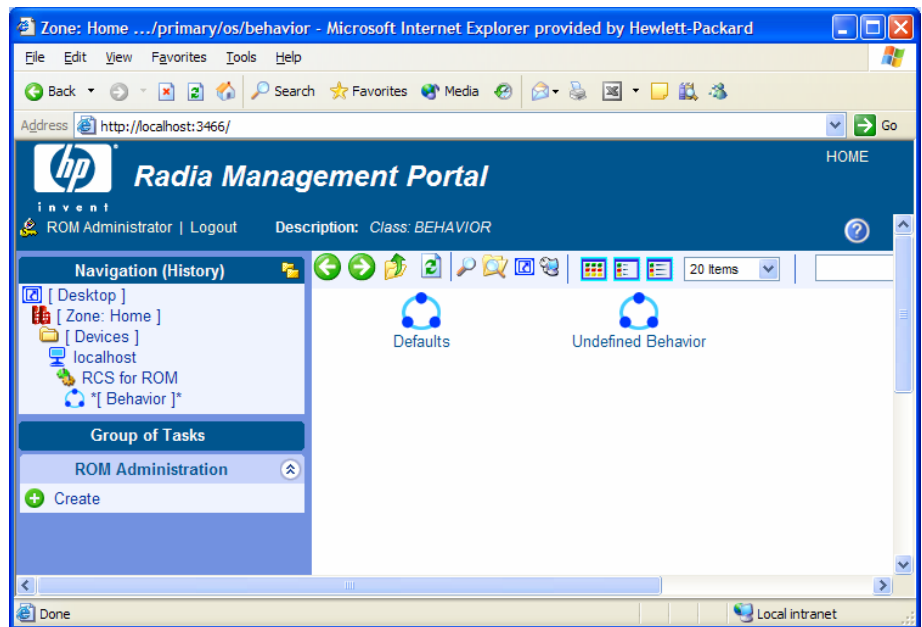 Zone: Home .../primary/os/behavior - Microsoft Internet Explorer provided by Hewlett-Packard
File Edit View Favorites Tools Help
Back Search Favorites Media
Address http://localhost:3466/ Go
hp
invent
Radia Management Portal
HOME
ROM Administrator | Logout Description: Class: BEHAVIOR
Navigation (History)
20 Items
[ Desktop ]
[ Zone: Home ]
[ Devices ]
localhost
RCS for ROM
*[ Behavior ]*
Defaults
Undefined Behavior
Group of Tasks
ROM Administration
Create
Done
Local intranet